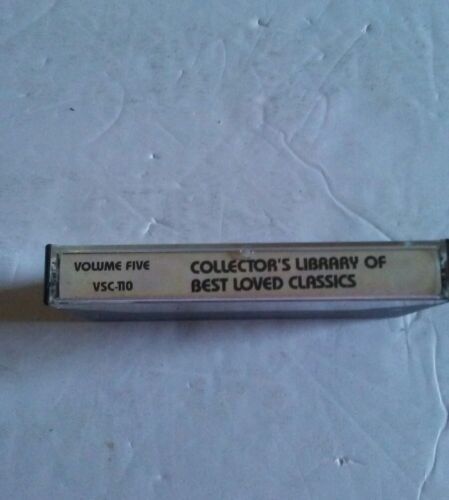 VOLUME FIVE
VSC-110
COLLECTOR'S LIBRARY OF
BEST LOVED CLASSICS